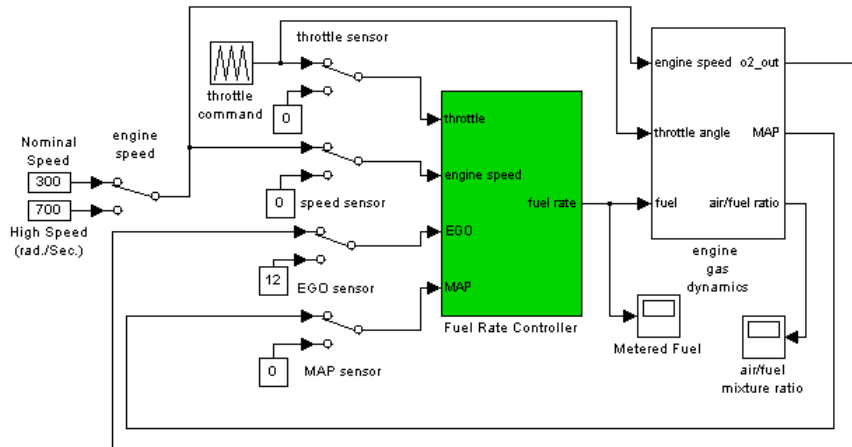 throttle sensor
throttle
command
0
engine
speed
Nominal
Speed
300
700
High Speed
(rad./Sec.)
0
speed sensor
12
EGO sensor
0
MAP sensor
throttle
engine speed
EGO
MAP
fuel rate
Fuel Rate Controller
engine speed
throttle angle
fuel
o2_out
MAP
air/fuel ratio
engine
gas
dynamics
Metered Fuel
air/fuel
mixture ratio